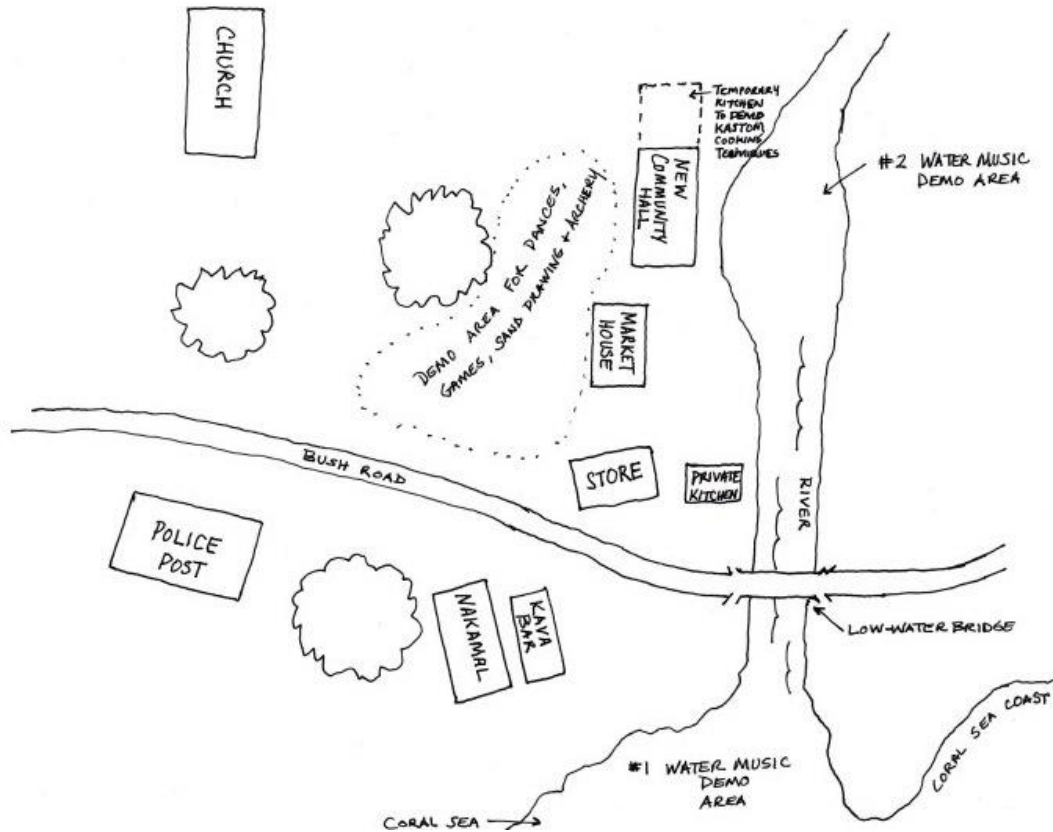 CHURCH
TEMPORARY
KITCHEN
TO DEMO
KASTOM
COOKING
TECHNIQUES
#2 WATER MUSIC
DEMO AREA
NEW
COMMUNITY
HALL
DEMO AREA FOR DANCES,
GAMES, SAND DRAWING + ARCHERY
MARKET
HOUSE
BUSH ROAD
STORE
PRIVATE
KITCHEN
RIVER
POLICE
POST
NAKAMAL
KAVA
BAR
LOW-WATER BRIDGE
#1 WATER MUSIC
DEMO
AREA
CORAL SEA COAST
CORAL SEA